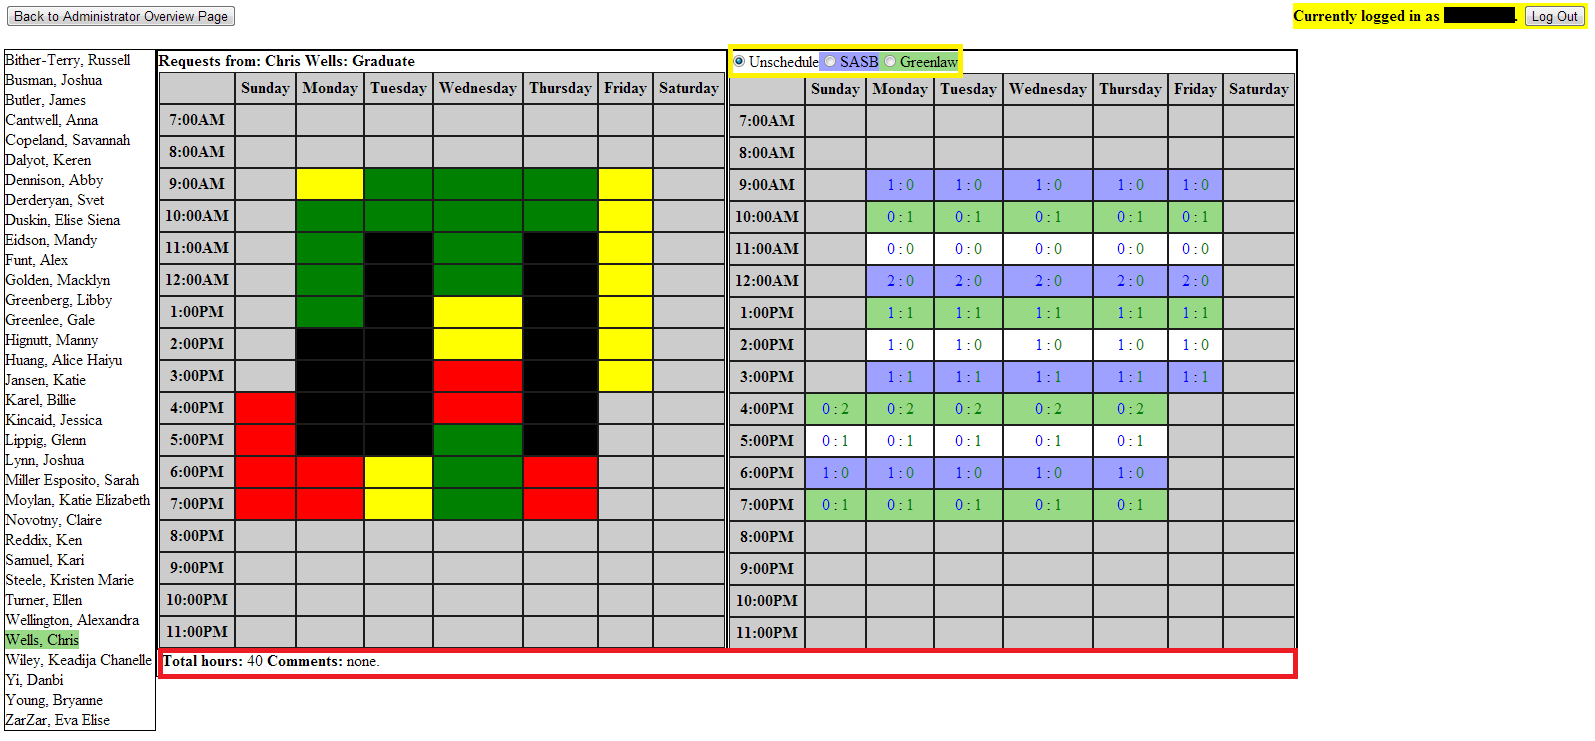 Back to Administrator Overview Page
Currently logged in as .
Log Out
Bither-Terry, Russell
Busman, Joshua
Butler, James
Cantwell, Anna
Copeland, Savannah
Dalyot, Keren
Dennison, Abby
Derderyan, Svet
Duskin, Elise Siena
Eidson, Mandy
Funt, Alex
Golden, Macklyn
Greenberg, Libby
Greenlee, Gale
Hignutt, Manny
Huang, Alice Haiyu
Jansen, Katie
Karel, Billie
Kincaid, Jessica
Lippig, Glenn
Lynn, Joshua
Miller Esposito, Sarah
Moylan, Katie Elizabeth
Novotny, Claire
Reddix, Ken
Samuel, Kari
Steele, Kristen Marie
Turner, Ellen
Wellington, Alexandra
Wells, Chris
Wiley, Keadija Chanelle
Yi, Danbi
Young, Bryanne
ZarZar, Eva Elise
Requests from: Chris Wells: Graduate
Sunday Monday Tuesday Wednesday Thursday Friday Saturday
7:00AM
8:00AM
9:00AM
10:00AM
11:00AM
12:00AM
1:00PM
2:00PM
3:00PM
4:00PM
5:00PM
6:00PM
7:00PM
8:00PM
9:00PM
10:00PM
11:00PM
Unschedule SASB Greenlaw
Sunday Monday Tuesday Wednesday Thursday Friday Saturday
7:00AM
8:00AM
9:00AM 1 : 0 1 : 0 1 : 0 1 : 0 1 : 0
10:00AM 0 : 1 0 : 1 0 : 1 0 : 1 0 : 1
11:00AM 0 : 0 0 : 0 0 : 0 0 : 0 0 : 0
12:00AM 2 : 0 2 : 0 2 : 0 2 : 0 2 : 0
1:00PM 1 : 1 1 : 1 1 : 1 1 : 1 1 : 1
2:00PM 1 : 0 1 : 0 1 : 0 1 : 0 1 : 0
3:00PM 1 : 1 1 : 1 1 : 1 1 : 1 1 : 1
4:00PM 0 : 2 0 : 2 0 : 2 0 : 2 0 : 2
5:00PM 0 : 1 0 : 1 0 : 1 0 : 1 0 : 1
6:00PM 1 : 0 1 : 0 1 : 0 1 : 0 1 : 0
7:00PM 0 : 1 0 : 1 0 : 1 0 : 1 0 : 1
8:00PM
9:00PM
10:00PM
11:00PM
Total hours: 40 Comments: none.